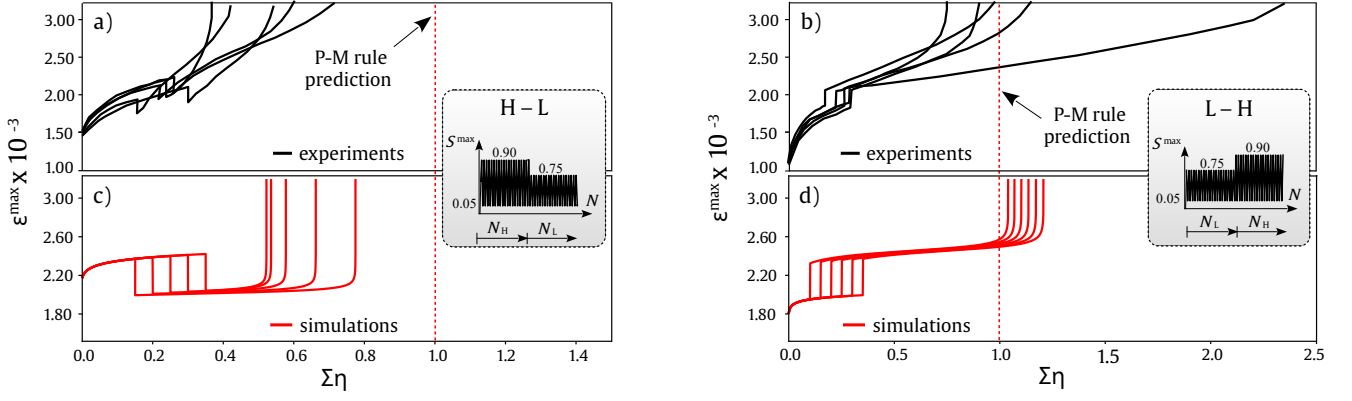 a)
3.00
2.50
2.00
1.50
1.00
P-M rule
prediction
experiments
H – L
S max
0.90
0.75
0.05
N
N H
N L
c)
3.00
2.60
2.20
1.80
simulations
0.0
0.2
0.4
0.6
0.8
1.0
1.2
1.4
Ση
ε max x 10 -3
b)
3.00
2.50
2.00
1.50
1.00
P-M rule
prediction
experiments
L – H
S max
0.90
0.75
0.05
N
N L
N H
d)
3.00
2.60
2.20
1.80
simulations
0.0
0.5
1.0
1.5
2.0
2.5
Ση
ε max x 10 -3